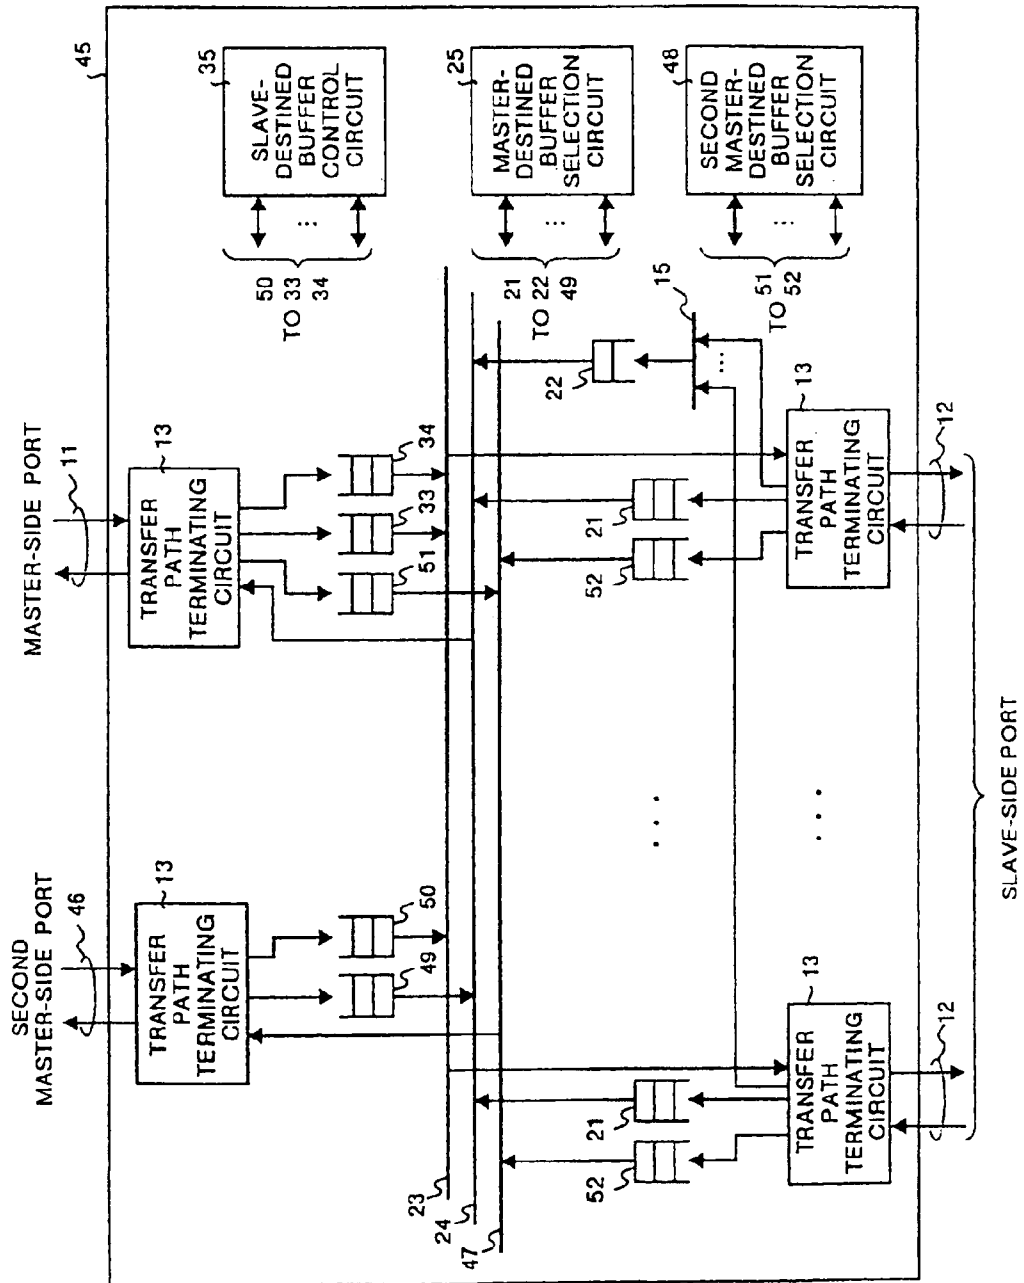 45
35
SLAVE-
DESTINED
BUFFER
CONTROL
CIRCUIT
...
50
TO 33
34
25
MASTER-
DESTINED
BUFFER
SELECTION
CIRCUIT
...
21
TO 22
49
48
SECOND
MASTER-
DESTINED
BUFFER
SELECTION
CIRCUIT
...
TO 51
52
MASTER-SIDE PORT
11
13
TRANSFER
PATH
TERMINATING
CIRCUIT
34
33
51
15
22
...
21
52
13
TRANSFER
PATH
TERMINATING
CIRCUIT
12
SECOND
MASTER-SIDE PORT
46
13
TRANSFER
PATH
TERMINATING
CIRCUIT
50
49
...
...
23
24
47
21
52
13
TRANSFER
PATH
TERMINATING
CIRCUIT
12
SLAVE-SIDE PORT